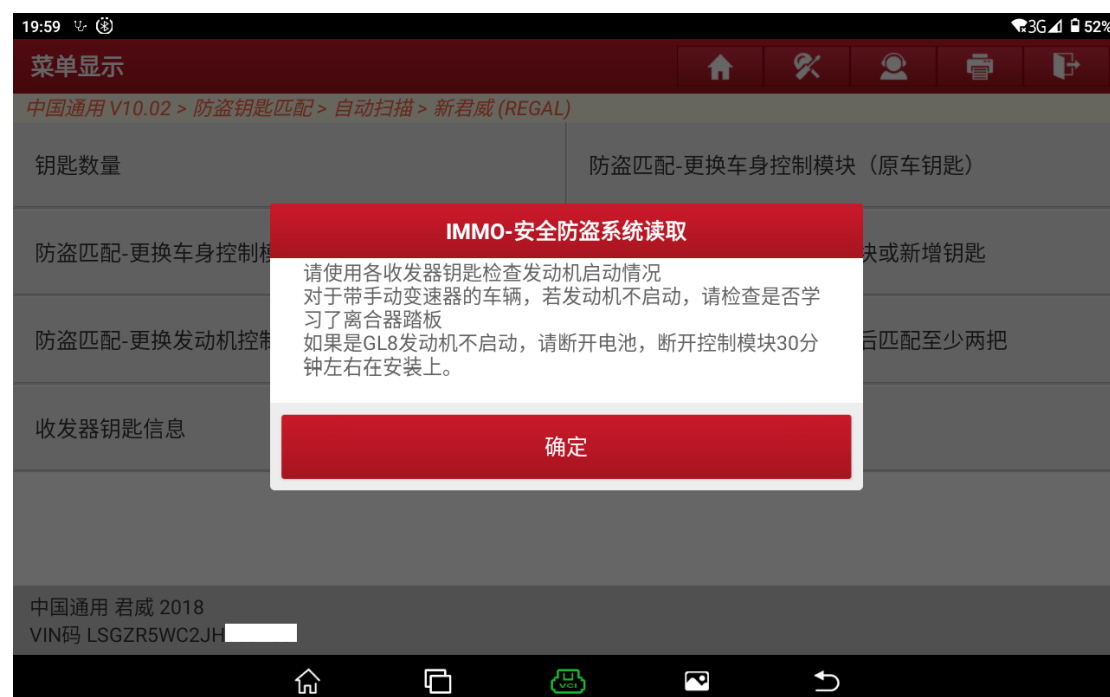 19:59
3G 52%
菜单显示
中国通用 V10.02 > 防盗钥匙匹配 > 自动扫描 > 新君威 (REGAL)
钥匙数量
防盗匹配-更换车身控制模块（原车钥匙）
IMMO-安全防盗系统读取
防盗匹配-更换车身控制模
块或新增钥匙
请使用各收发器钥匙检查发动机启动情况
对于带手动变速器的车辆，若发动机不启动，请检查是否学
习了离合器踏板
如果是GL8发动机不启动，请断开电池，断开控制模块30分
钟左右在安装上。
防盗匹配-更换发动机控制
后匹配至少两把
收发器钥匙信息
确定
中国通用 君威 2018
VIN码 LSGZR5WC2JH
VCI